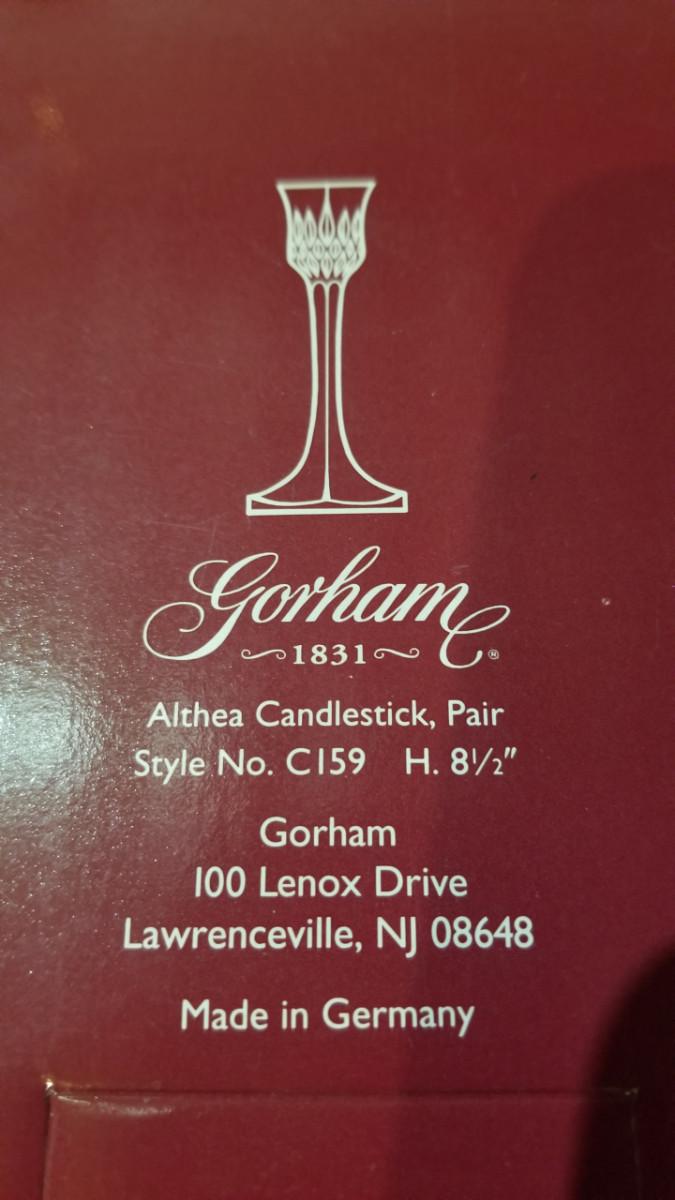 Gorham
1831 ®
Althea Candlestick, Pair
Style No. C159 H. 8½"
Gorham
100 Lenox Drive
Lawrenceville, NJ 08648
Made in Germany